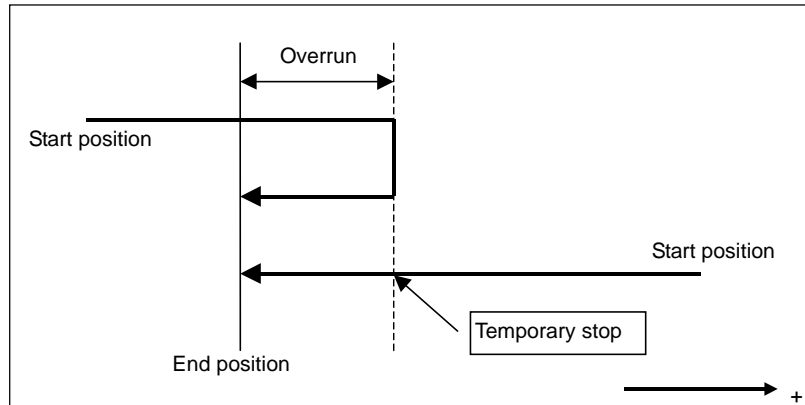 Overrun
Start position
Start position
Temporary stop
End position
+